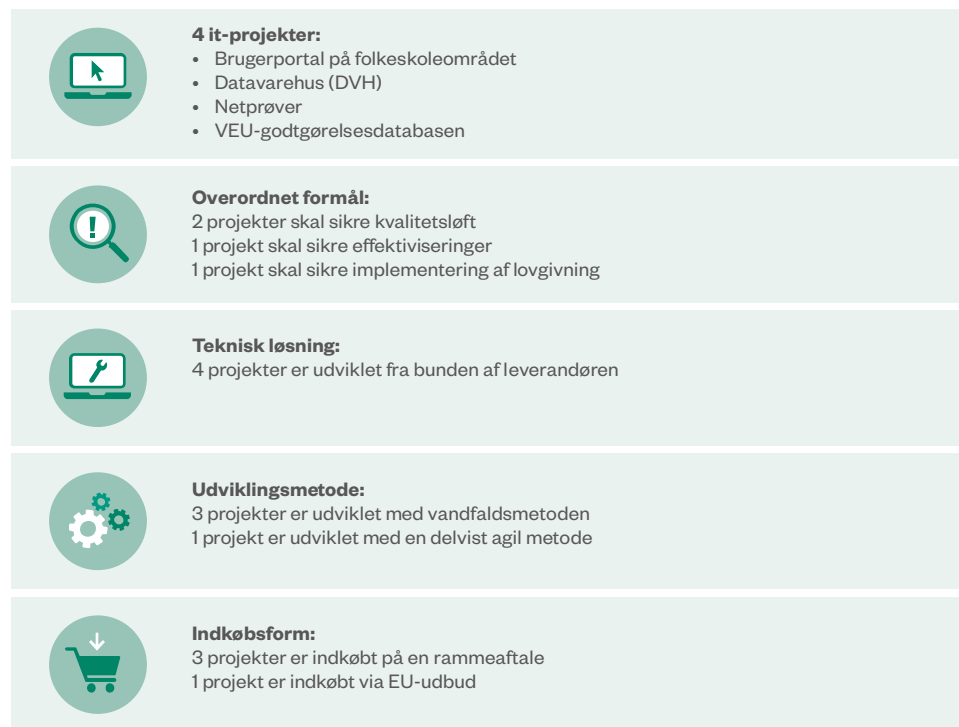 4 it-projekter:
• Brugerportal på folkeskoleområdet
• Datavarehus (DVH)
• Netprøver
• VEU-godtgørelsesdatabasen
Overordnet formål:
2 projekter skal sikre kvalitetsløft
1 projekt skal sikre effektiviseringer
1 projekt skal sikre implementering af lovgivning
Teknisk løsning:
4 projekter er udviklet fra bunden af leverandøren
Udviklingsmetode:
3 projekter er udviklet med vandfaldsmetoden
1 projekt er udviklet med en delvist agil metode
Indkøbsform:
3 projekter er indkøbt på en rammeaftale
1 projekt er indkøbt via EU-udbud